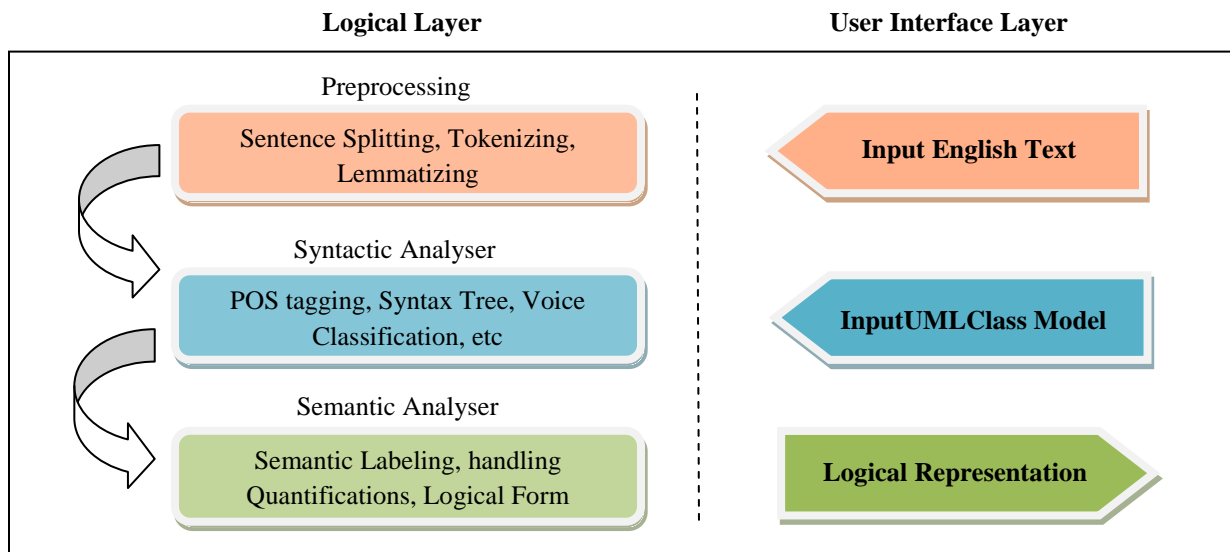 Logical Layer
User Interface Layer
Preprocessing
Sentence Splitting, Tokenizing,
Lemmatizing
Input English Text
Syntactic Analyser
POS tagging, Syntax Tree, Voice
Classification, etc
InputUMLClass Model
Semantic Analyser
Semantic Labeling, handling
Quantifications, Logical Form
Logical Representation